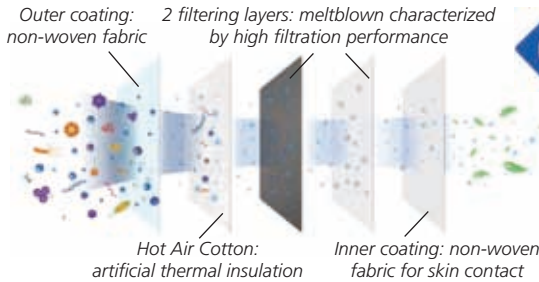 Outer coating:
non-woven fabric
2 filtering layers: meltblown characterized
by high filtration performance
Hot Air Cotton:
artificial thermal insulation
Inner coating: non-woven
fabric for skin contact